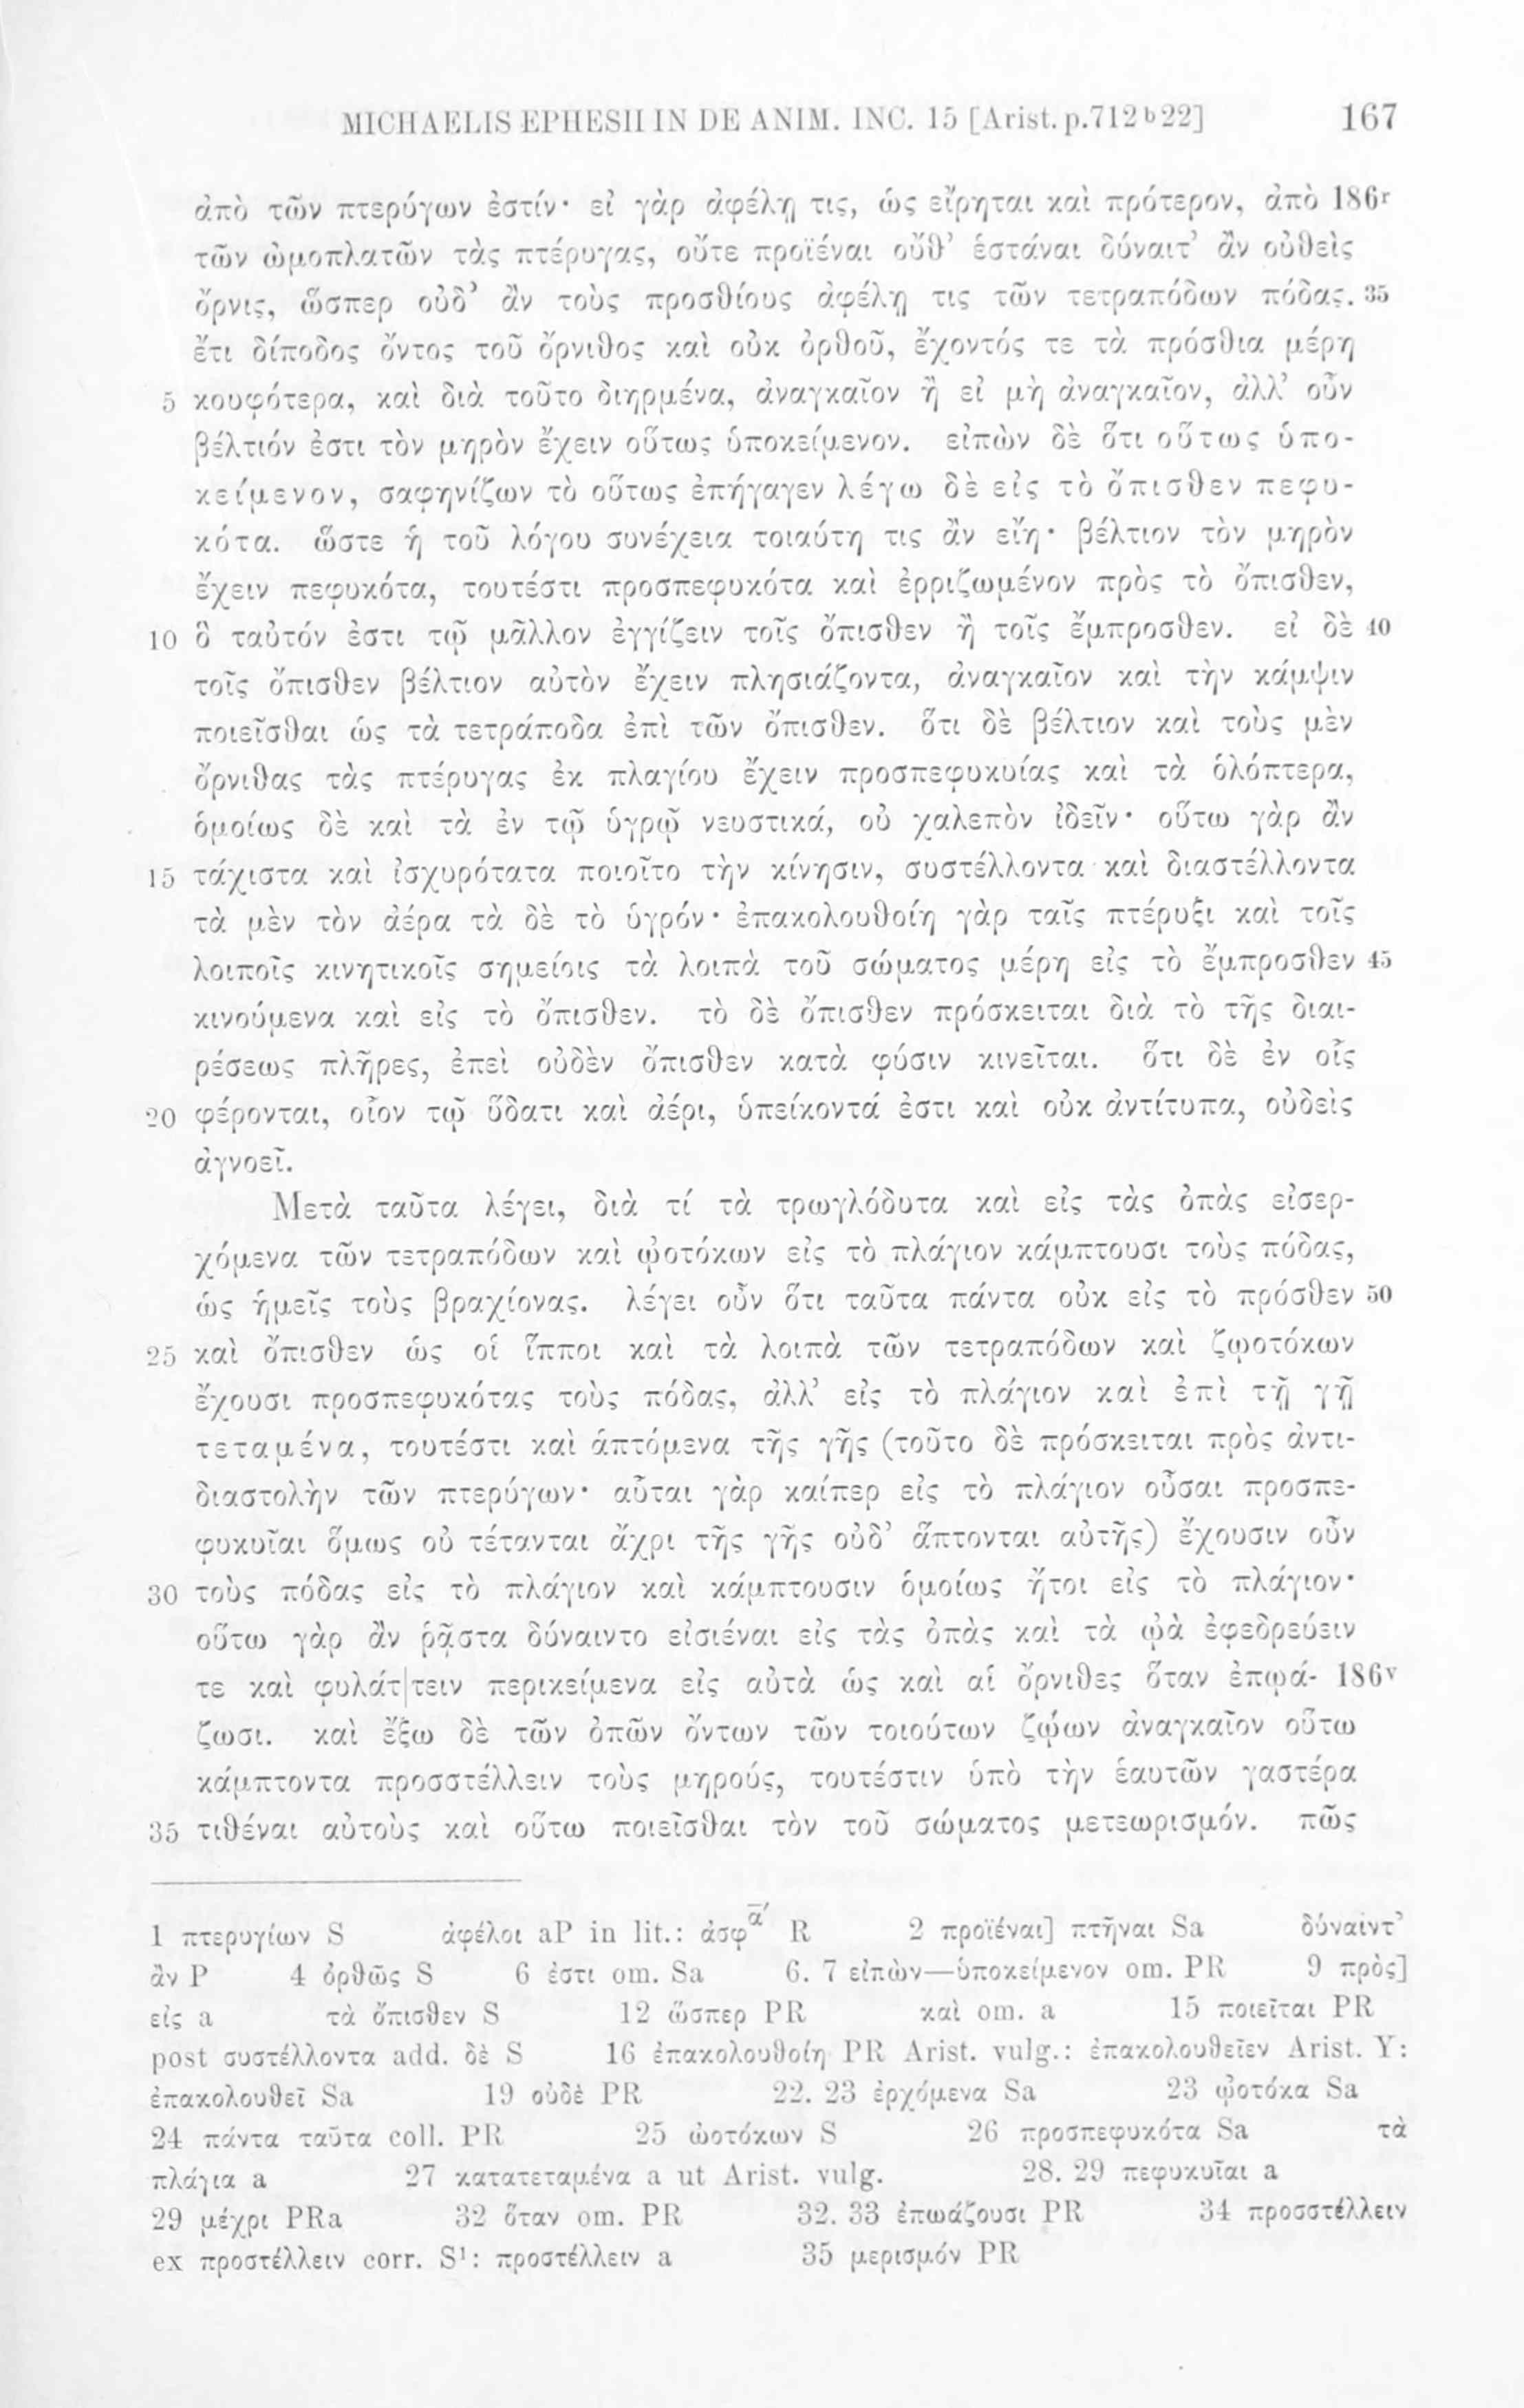 MICHAELIS EPHESII IN DE ANIM. INC. 15 [Arist. p. 712 b 22] 167
ἀπὸ τῶν πτερύγων ἐστίν· εἰ γὰρ ἀφέλῃ τις, ὡς εἴρηται καὶ πρότερον, ἀπὸ 186r
τῶν ὠμοπλατῶν τὰς πτέρυγας, οὔτε προϊέναι οὔθ’ ἑστάναι δύναιτ’ ἂν οὐθεὶς
ὄρνις, ὥσπερ οὐδ’ ἂν τοὺς προσθίους ἀφέλῃ τις τῶν τετραπόδων πόδας. 35
ἔτι δίποδος ὄντος τοῦ ὄρνιθος καὶ οὐκ ὀρθοῦ, ἔχοντός τε τὰ πρόσθια μέρη
5 κουφότερα, καὶ διὰ τοῦτο διηρμένα, ἀναγκαῖον ἢ εἰ μὴ ἀναγκαῖον, ἀλλ’ οὖν
βέλτιόν ἐστι τὸν μηρὸν ἔχειν οὕτως ὑποκείμενον. εἰπὼν δὲ ὅτι οὕτως ὑπο-
κείμενον, σαφηνίζων τὸ οὕτως ἐπήγαγεν λέγω δὲ εἰς τὸ ὄπισθεν πεφυ-
κότα. ὥστε ἡ τοῦ λόγου συνέχεια τοιαύτη τις ἂν εἴη· βέλτιον τὸν μηρὸν
ἔχειν πεφυκότα, τουτέστι προσπεφυκότα καὶ ἐρριζωμένον πρὸς τὸ ὄπισθεν,
10 ὃ ταὐτόν ἐστι τῷ μᾶλλον ἐγγίζειν τοῖς ὄπισθεν ἢ τοῖς ἔμπροσθεν. εἰ δὲ 40
τοῖς ὄπισθεν βέλτιον αὐτὸν ἔχειν πλησιάζοντα, ἀναγκαῖον καὶ τὴν κάμψιν
ποιεῖσθαι ὡς τὰ τετράποδα ἐπὶ τῶν ὄπισθεν. ὅτι δὲ βέλτιον καὶ τοὺς μὲν
ὄρνιθας τὰς πτέρυγας ἐκ πλαγίου ἔχειν προσπεφυκυίας καὶ τὰ ὁλόπτερα,
ὁμοίως δὲ καὶ τὰ ἐν τῷ ὑγρῷ νευστικά, οὐ χαλεπὸν ἰδεῖν· οὕτω γὰρ ἂν
15 τάχιστα καὶ ἰσχυρότατα ποιοῖτο τὴν κίνησιν, συστέλλοντα καὶ διαστέλλοντα
τὰ μὲν τὸν ἀέρα τὰ δὲ τὸ ὑγρόν· ἐπακολουθοίη γὰρ ταῖς πτέρυξι καὶ τοῖς
λοιποῖς κινητικοῖς σημείοις τὰ λοιπὰ τοῦ σώματος μέρη εἰς τὸ ἔμπροσθεν 45
κινούμενα καὶ εἰς τὸ ὄπισθεν. τὸ δὲ ὄπισθεν πρόσκειται διὰ τὸ τῆς διαι-
ρέσεως πλῆρες, ἐπεὶ οὐδὲν ὄπισθεν κατὰ φύσιν κινεῖται. ὅτι δὲ ἐν οἷς
20 φέρονται, οἷον τῷ ὕδατι καὶ ἀέρι, ὑπείκοντά ἐστι καὶ οὐκ ἀντίτυπα, οὐδεὶς
ἀγνοεῖ.
Μετὰ ταῦτα λέγει, διὰ τί τὰ τρωγλόδυτα καὶ εἰς τὰς ὀπὰς εἰσερ-
χόμενα τῶν τετραπόδων καὶ ᾠοτόκων εἰς τὸ πλάγιον κάμπτουσι τοὺς πόδας,
ὡς ἡμεῖς τοὺς βραχίονας. λέγει οὖν ὅτι ταῦτα πάντα οὐκ εἰς τὸ πρόσθεν 50
25 καὶ ὄπισθεν ὡς οἱ ἵπποι καὶ τὰ λοιπὰ τῶν τετραπόδων καὶ ζῳοτόκων
ἔχουσι προσπεφυκότας τοὺς πόδας, ἀλλ’ εἰς τὸ πλάγιον καὶ ἐπὶ τῇ γῇ
τεταμένα, τουτέστι καὶ ἁπτόμενα τῆς γῆς (τοῦτο δὲ πρόσκειται πρὸς ἀντι-
διαστολὴν τῶν πτερύγων· αὗται γὰρ καίπερ εἰς τὸ πλάγιον οὖσαι προσπε-
φυκυῖαι ὅμως οὐ τέτανται ἄχρι τῆς γῆς οὐδ’ ἅπτονται αὐτῆς) ἔχουσιν οὖν
30 τοὺς πόδας εἰς τὸ πλάγιον καὶ κάμπτουσιν ὁμοίως ἤτοι εἰς τὸ πλάγιον·
οὕτω γὰρ ἂν ῥᾷστα δύναιντο εἰσιέναι εἰς τὰς ὀπὰς καὶ τὰ ᾠὰ ἐφεδρεύειν
τε καὶ φυλάτ|τειν περικείμενα εἰς αὐτὰ ὡς καὶ αἱ ὄρνιθες ὅταν ἐπῳά- 186v
ζωσι. καὶ ἔξω δὲ τῶν ὀπῶν ὄντων τῶν τοιούτων ζῴων ἀναγκαῖον οὕτω
κάμπτοντα προσστέλλειν τοὺς μηρούς, τουτέστιν ὑπὸ τὴν ἑαυτῶν γαστέρα
35 τιθέναι αὐτοὺς καὶ οὕτω ποιεῖσθαι τὸν τοῦ σώματος μετεωρισμόν. πῶς
1 πτερυγίων S ἀφέλοι aP in lit.: ἀσφ R 2 προϊέναι] πτῆναι Sa δύναιντ’
ἂν P 4 ὀρθῶς S 6 ἐστι om. Sa 6. 7 εἰπὼν—ὑποκείμενον om. PR 9 πρὸς]
εἰς a τὰ ὄπισθεν S 12 ὥσπερ PR καὶ om. a 15 ποιεῖται PR
post συστέλλοντα add. δὲ S 16 ἐπακολουθοίη PR Arist. vulg.: ἐπακολουθεῖεν Arist. Y:
ἐπακολουθεῖ Sa 19 οὐδὲ PR 22. 23 ἐρχόμενα Sa 23 ᾠοτόκα Sa
24 πάντα ταῦτα coll. PR 25 ὠοτόκων S 26 προσπεφυκότα Sa τὰ
πλάγια a 27 κατατεταμένα a ut Arist. vulg. 28. 29 πεφυκυῖαι a
29 μέχρι PRa 32 ὅταν om. PR 32. 33 ἐπωάζουσι PR 34 προσστέλλειν
ex προστέλλειν corr. S¹: προστέλλειν a 35 μερισμόν PR